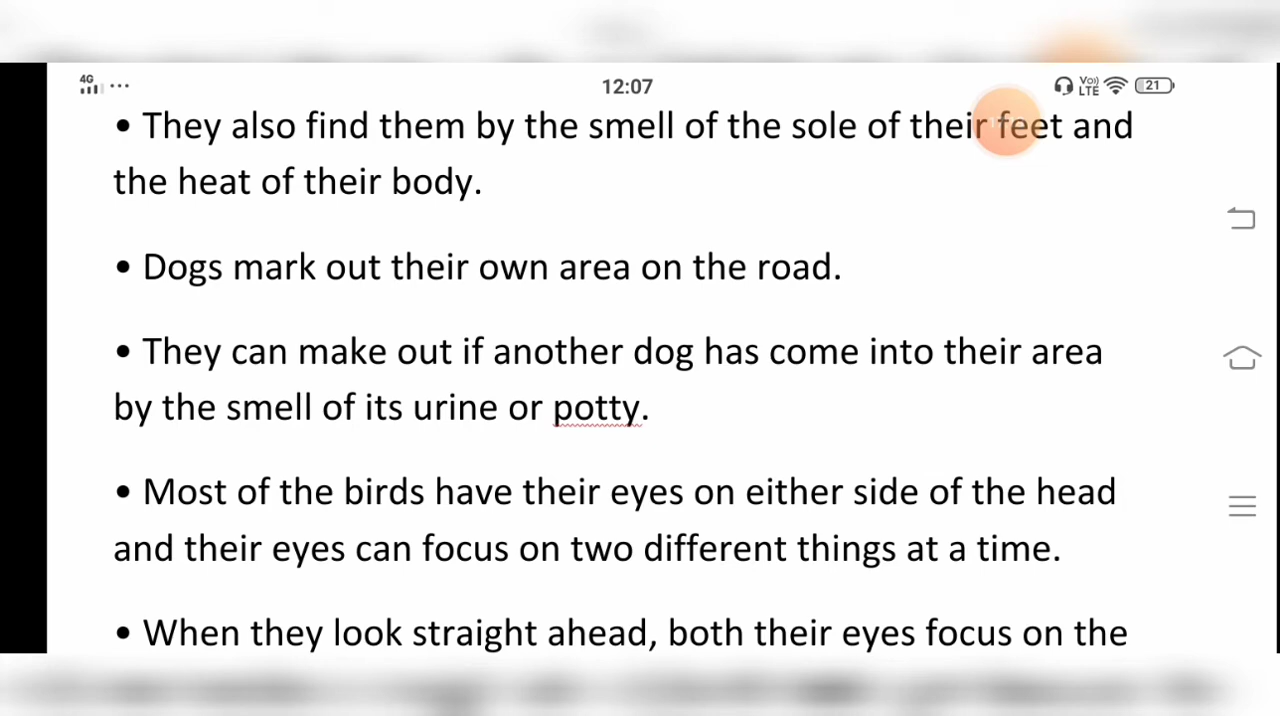 4G ... 12:07 Vo) LTE 21
• They also find them by the smell of the sole of their feet and
the heat of their body.
• Dogs mark out their own area on the road.
• They can make out if another dog has come into their area
by the smell of its urine or potty.
• Most of the birds have their eyes on either side of the head
and their eyes can focus on two different things at a time.
• When they look straight ahead, both their eyes focus on the